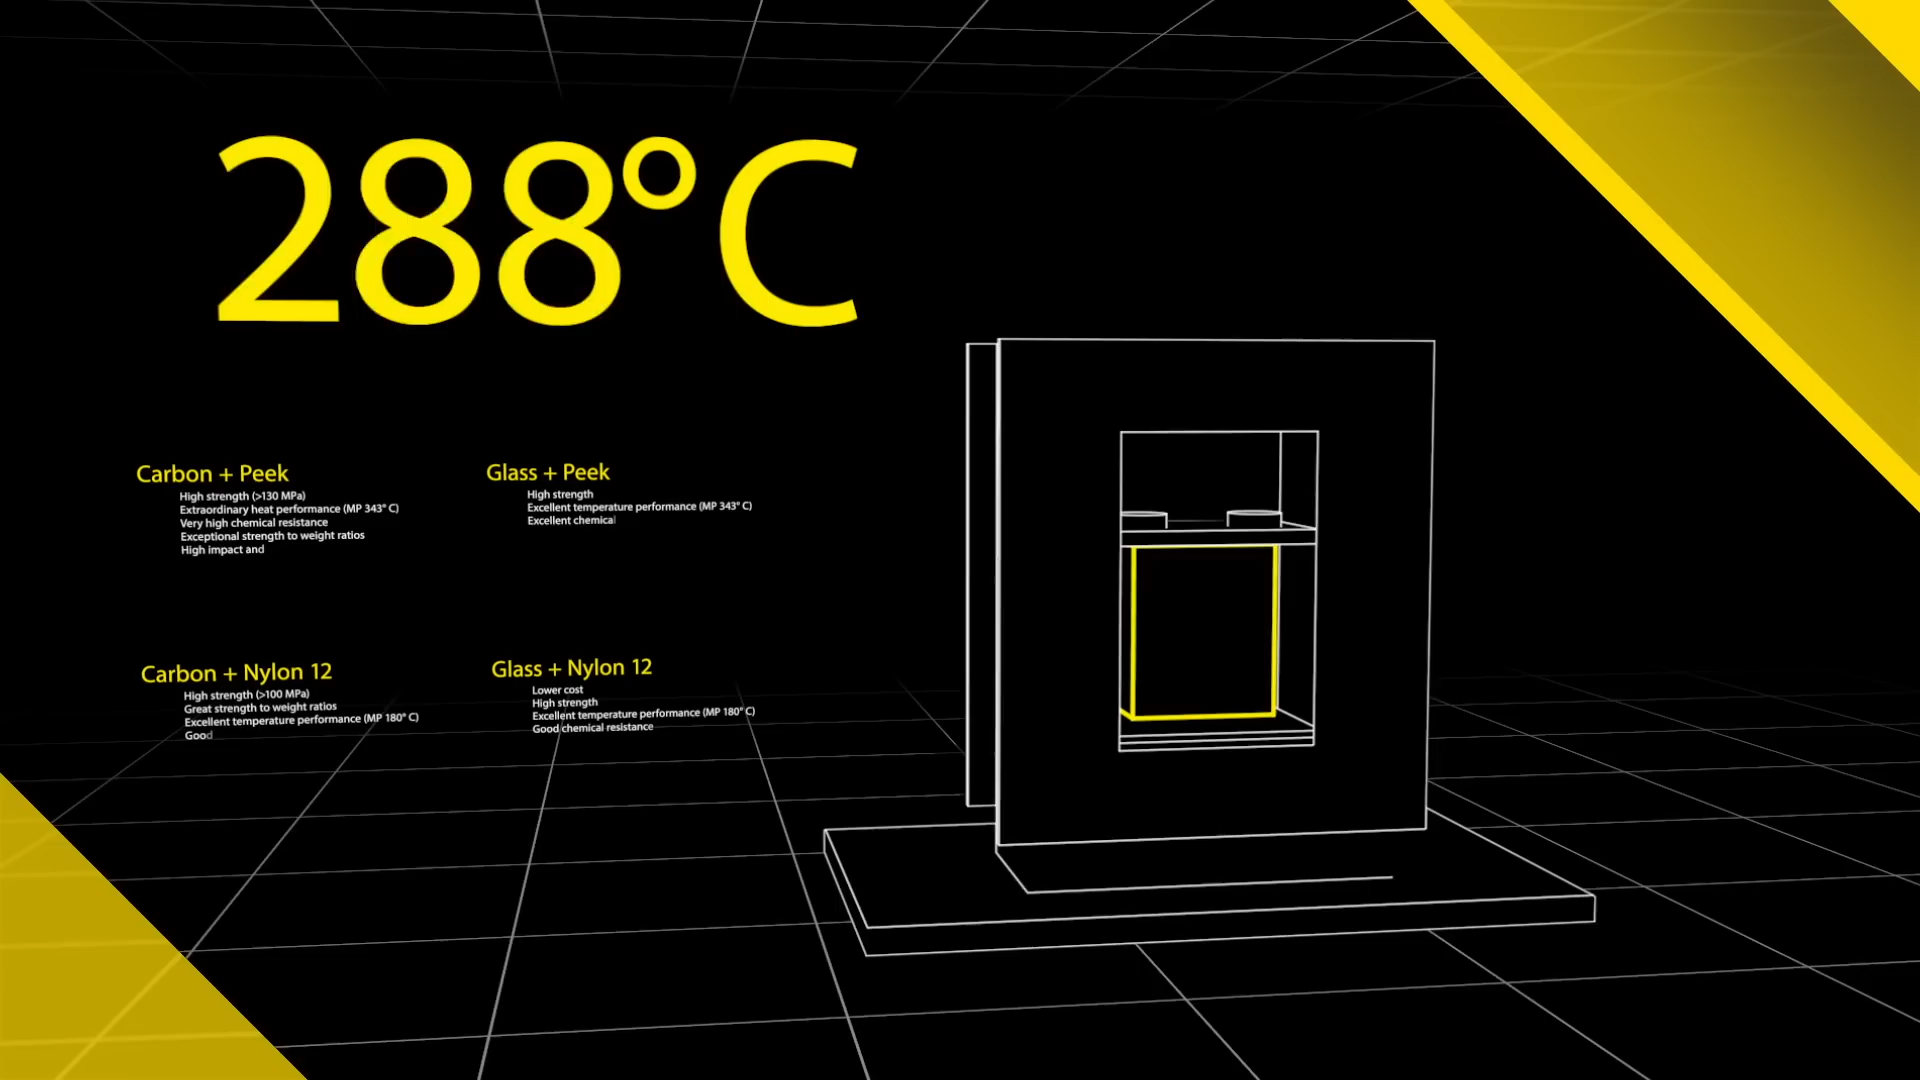 288°C
Carbon + Peek
High strength (>130 MPa)
Extraordinary heat performance (MP 343° C)
Very high chemical resistance
Exceptional strength to weight ratios
High impact and
Glass + Peek
High strength
Excellent temperature performance (MP 343° C)
Excellent chemical
Carbon + Nylon 12
High strength (>100 MPa)
Great strength to weight ratios
Excellent temperature performance (MP 180° C)
Good
Glass + Nylon 12
Lower cost
High strength
Excellent temperature performance (MP 180° C)
Good chemical resistance